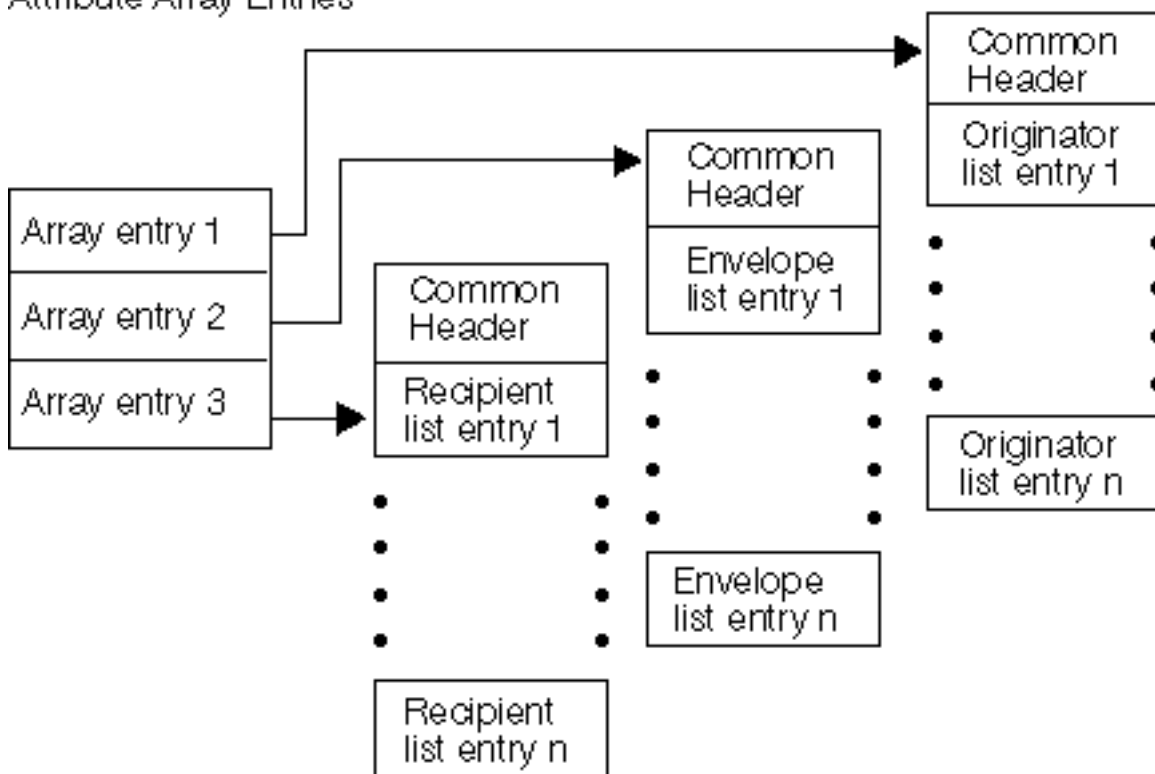 Attribute Array Entries
Array entry 1
Array entry 2
Array entry 3
Common
Header
Recipient
list entry 1
Recipient
list entry n
Common
Header
Envelope
list entry 1
Envelope
list entry n
Common
Header
Originator
list entry 1
Originator
list entry n